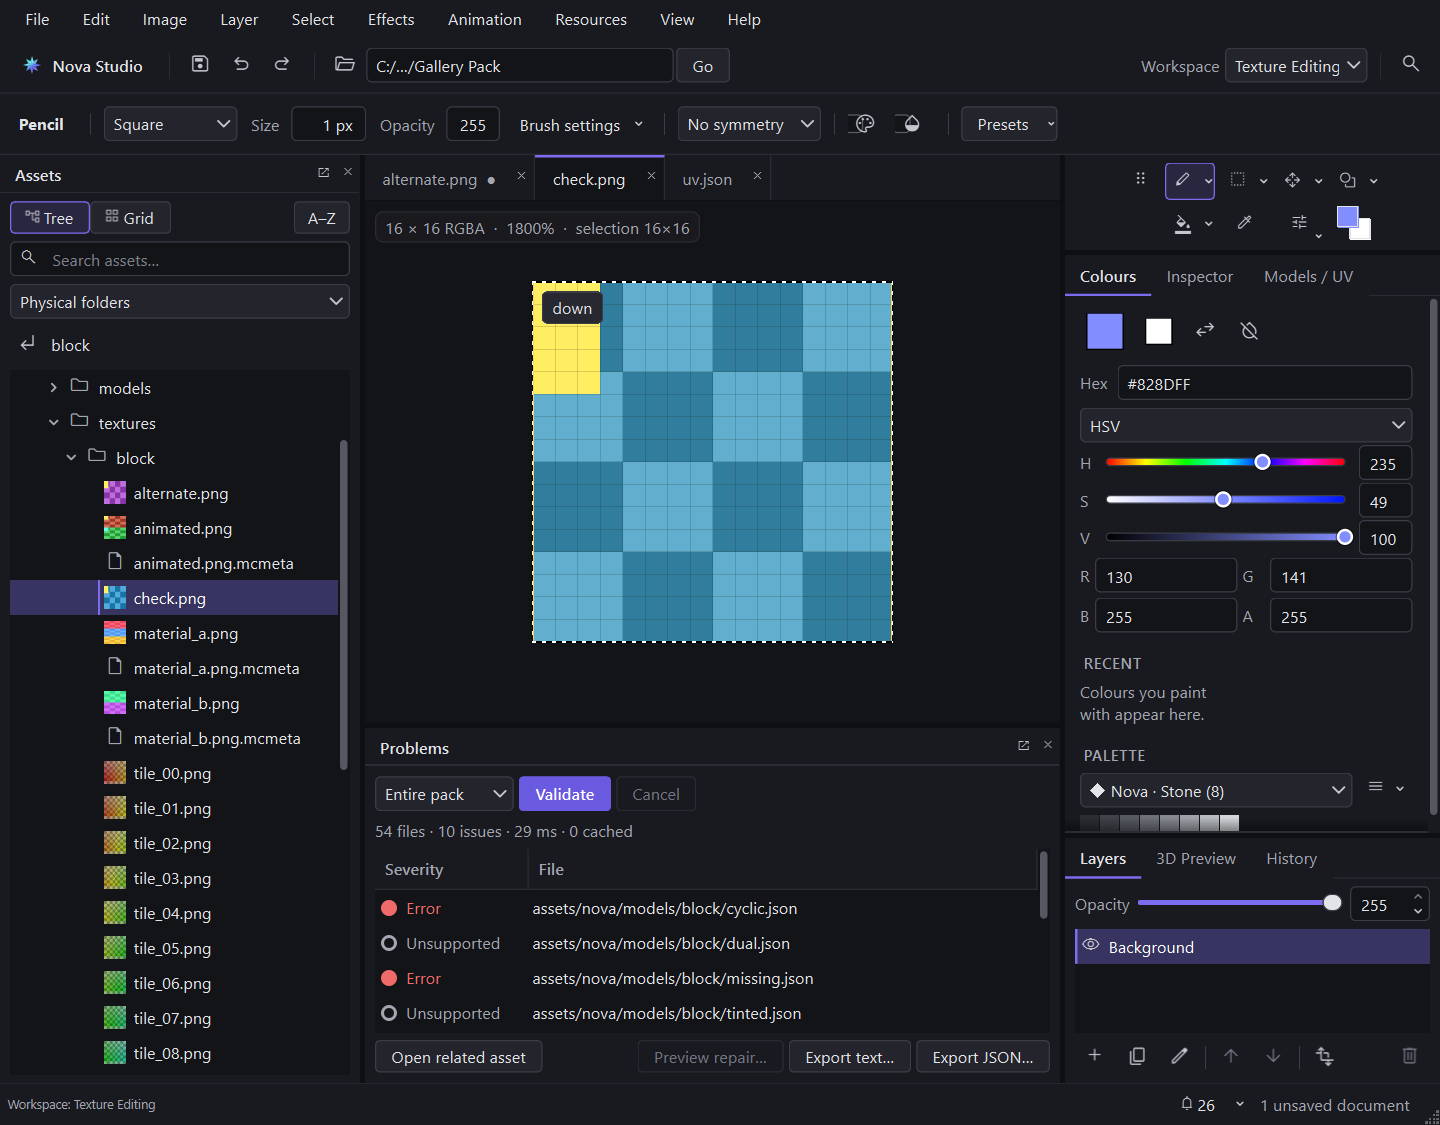 File Edit Image Layer Select Effects Animation Resources View Help
Nova Studio C:/.../Gallery Pack Go Workspace Texture Editing
Pencil Square Size 1 px Opacity 255 Brush settings No symmetry Presets
Assets
Tree Grid A–Z
Search assets...
Physical folders
block
models
textures
block
alternate.png
animated.png
animated.png.mcmeta
check.png
material_a.png
material_a.png.mcmeta
material_b.png
material_b.png.mcmeta
tile_00.png
tile_01.png
tile_02.png
tile_03.png
tile_04.png
tile_05.png
tile_06.png
tile_07.png
tile_08.png
alternate.png check.png uv.json
16 × 16 RGBA · 1800% · selection 16×16
down
Problems
Entire pack Validate Cancel
54 files · 10 issues · 29 ms · 0 cached
Severity File
Error assets/nova/models/block/cyclic.json
Unsupported assets/nova/models/block/dual.json
Error assets/nova/models/block/missing.json
Unsupported assets/nova/models/block/tinted.json
Open related asset Preview repair... Export text... Export JSON...
Colours Inspector Models / UV
Hex #828DFF
HSV
H 235
S 49
V 100
R 130 G 141
B 255 A 255
RECENT
Colours you paint
with appear here.
PALETTE
Nova · Stone (8)
Layers 3D Preview History
Opacity 255
Background
Workspace: Texture Editing 26 1 unsaved document